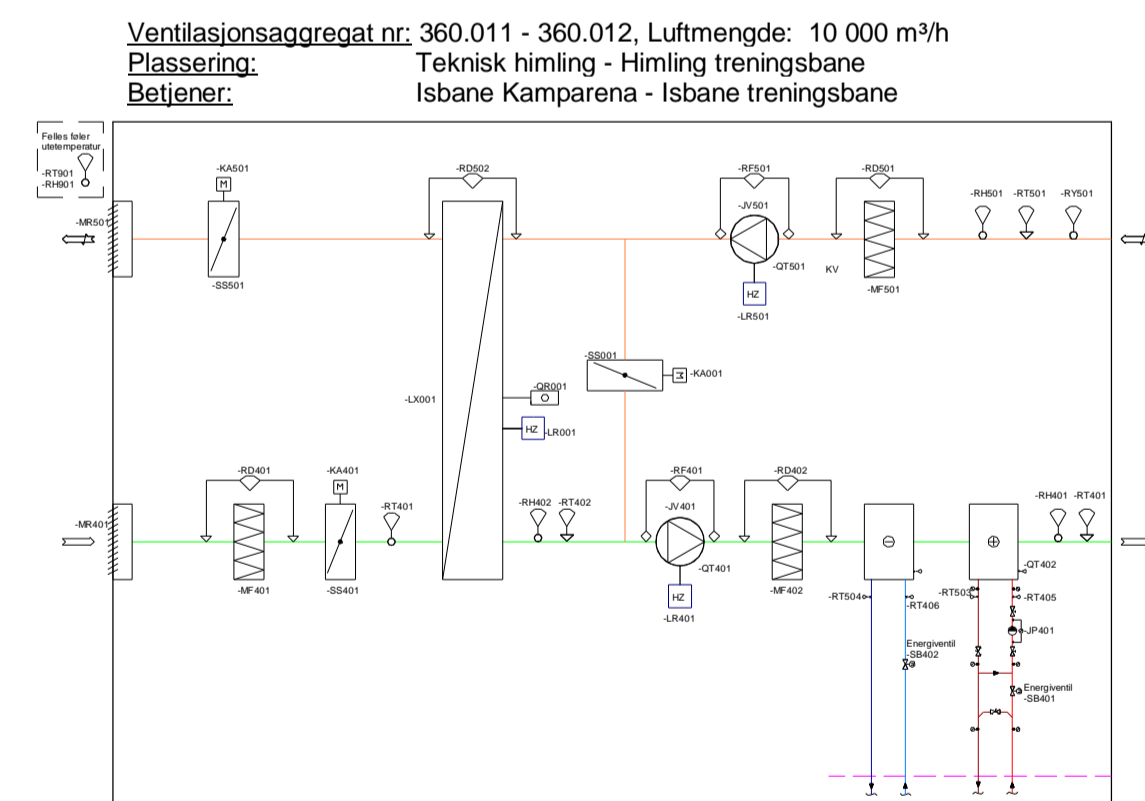 Ventilasjonsaggregat nr: 360.011 - 360.012, Luftmengde: 10 000 m³/h
Plassering: Teknisk himling - Himling treningsbane
Betjener: Isbane Kamparena - Isbane treningsbane
Felles føler
utetemperatur
-RT901
-RH901
-MR501
-KA501
M
-SS501
-RD502
-RF501
-JV501
-QT501
HZ
-LR501
KV
-RD501
-MF501
-RH501
-RT501
-RY501
-SS001
M
-KA001
-LX001
-QR001
HZ
-LR001
-MR401
-RD401
-MF401
-KA401
M
-SS401
-RT401
-RH402
-RT402
-RF401
-JV401
-QT401
HZ
-LR401
-RD402
-MF402
-RH401
-RT401
-QT402
-RT504
-RT406
-RT503
-RT405
-JP401
Energiventil
-SB402
Energiventil
-SB401